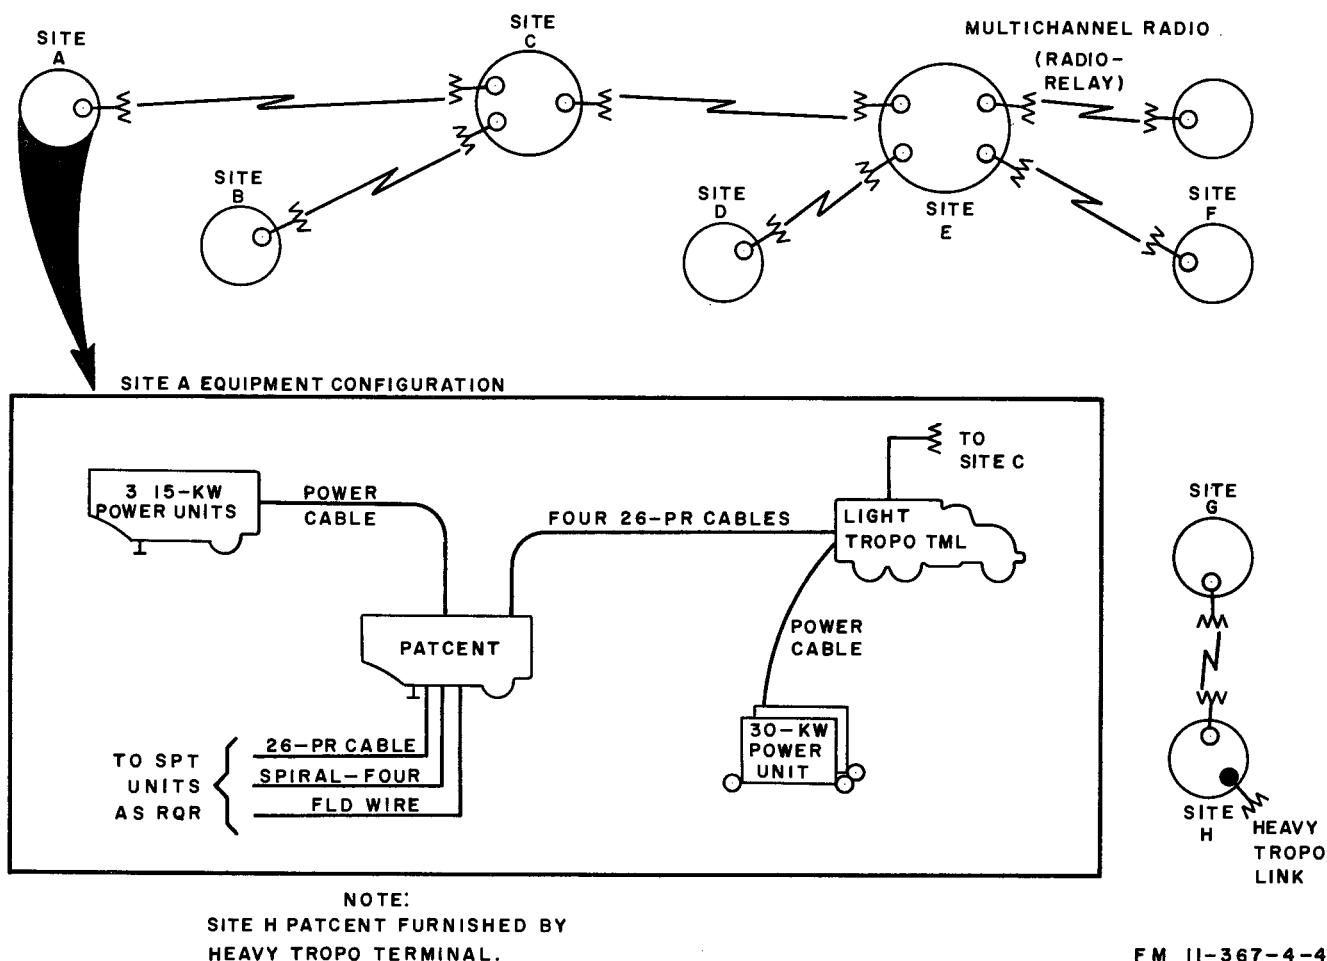 SITE
A
SITE
B
SITE
C
SITE
D
SITE
E
MULTICHANNEL RADIO
(RADIO-
RELAY)
SITE
F
SITE A EQUIPMENT CONFIGURATION
3 15-KW
POWER UNITS
POWER
CABLE
FOUR 26-PR CABLES
TO
SITE C
LIGHT
TROPO TML
PATCENT
POWER
CABLE
30-KW
POWER
UNIT
TO SPT
UNITS
AS RQR
26-PR CABLE
SPIRAL-FOUR
FLD WIRE
SITE
G
SITE
H
HEAVY
TROPO
LINK
NOTE:
SITE H PATCENT FURNISHED BY
HEAVY TROPO TERMINAL.
FM 11-367-4-4